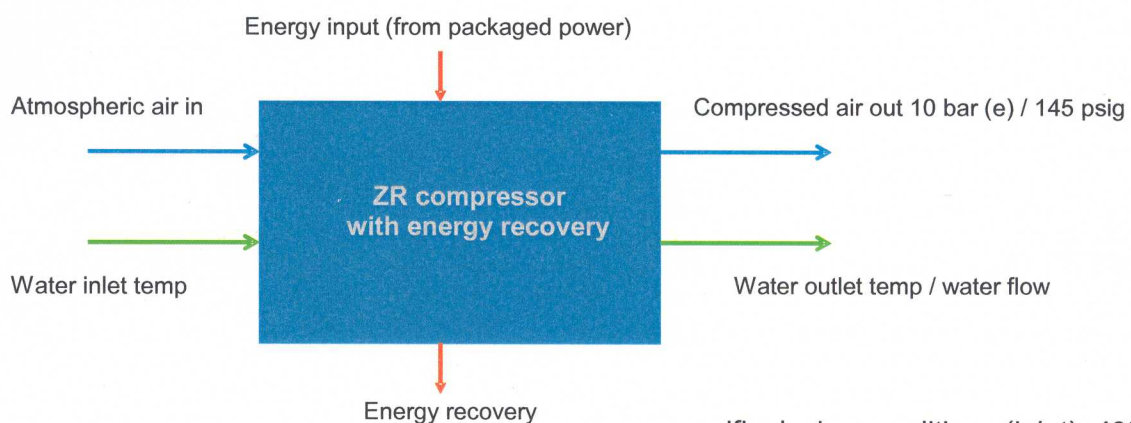 Energy input (from packaged power)
Atmospheric air in
Compressed air out 10 bar (e) / 145 psig
ZR compressor
with energy recovery
Water inlet temp
Water outlet temp / water flow
Energy recovery